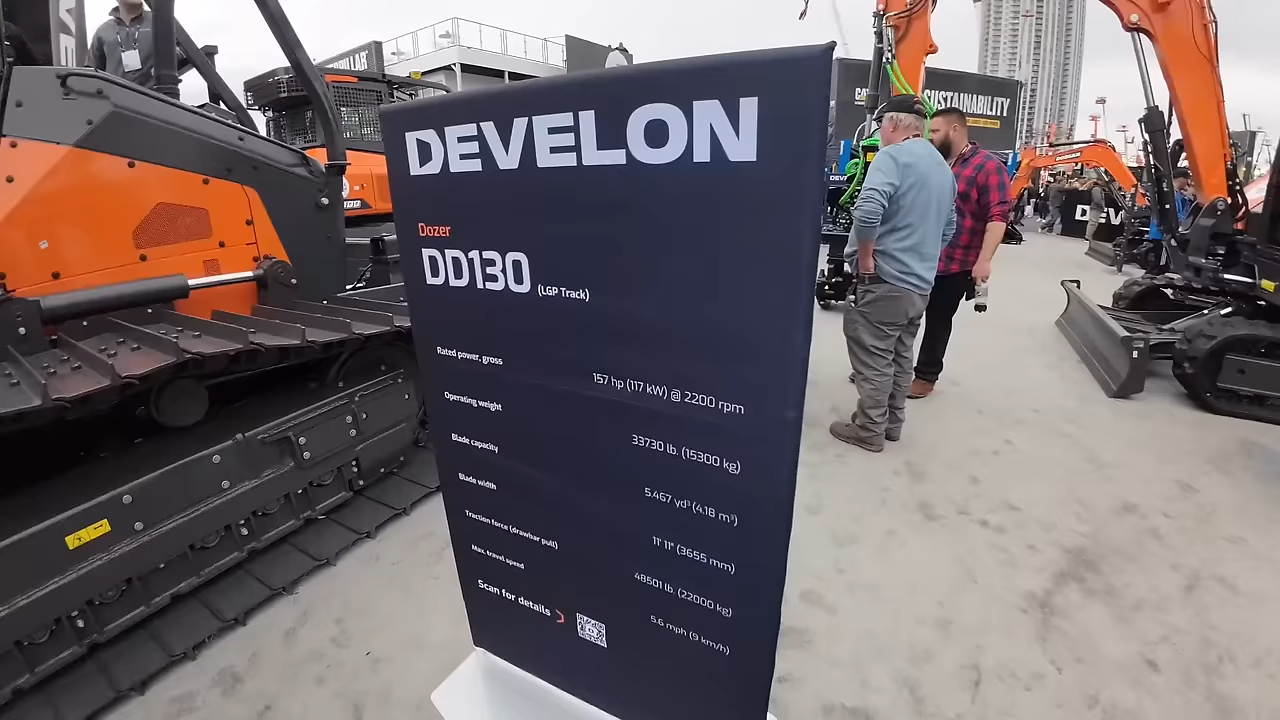 DEVELON
Dozer
DD130 (LGP Track)
Rated power, gross
157 hp (117 kW) @ 2200 rpm
Operating weight
33730 lb. (15300 kg)
Blade capacity
5.467 yd³ (4.18 m³)
Blade width
11' 11" (3655 mm)
Traction force (drawbar pull)
48501 lb. (22000 kg)
Max. travel speed
5.6 mph (9 km/h)
Scan for details
SUSTAINABILITY
DOOSAN